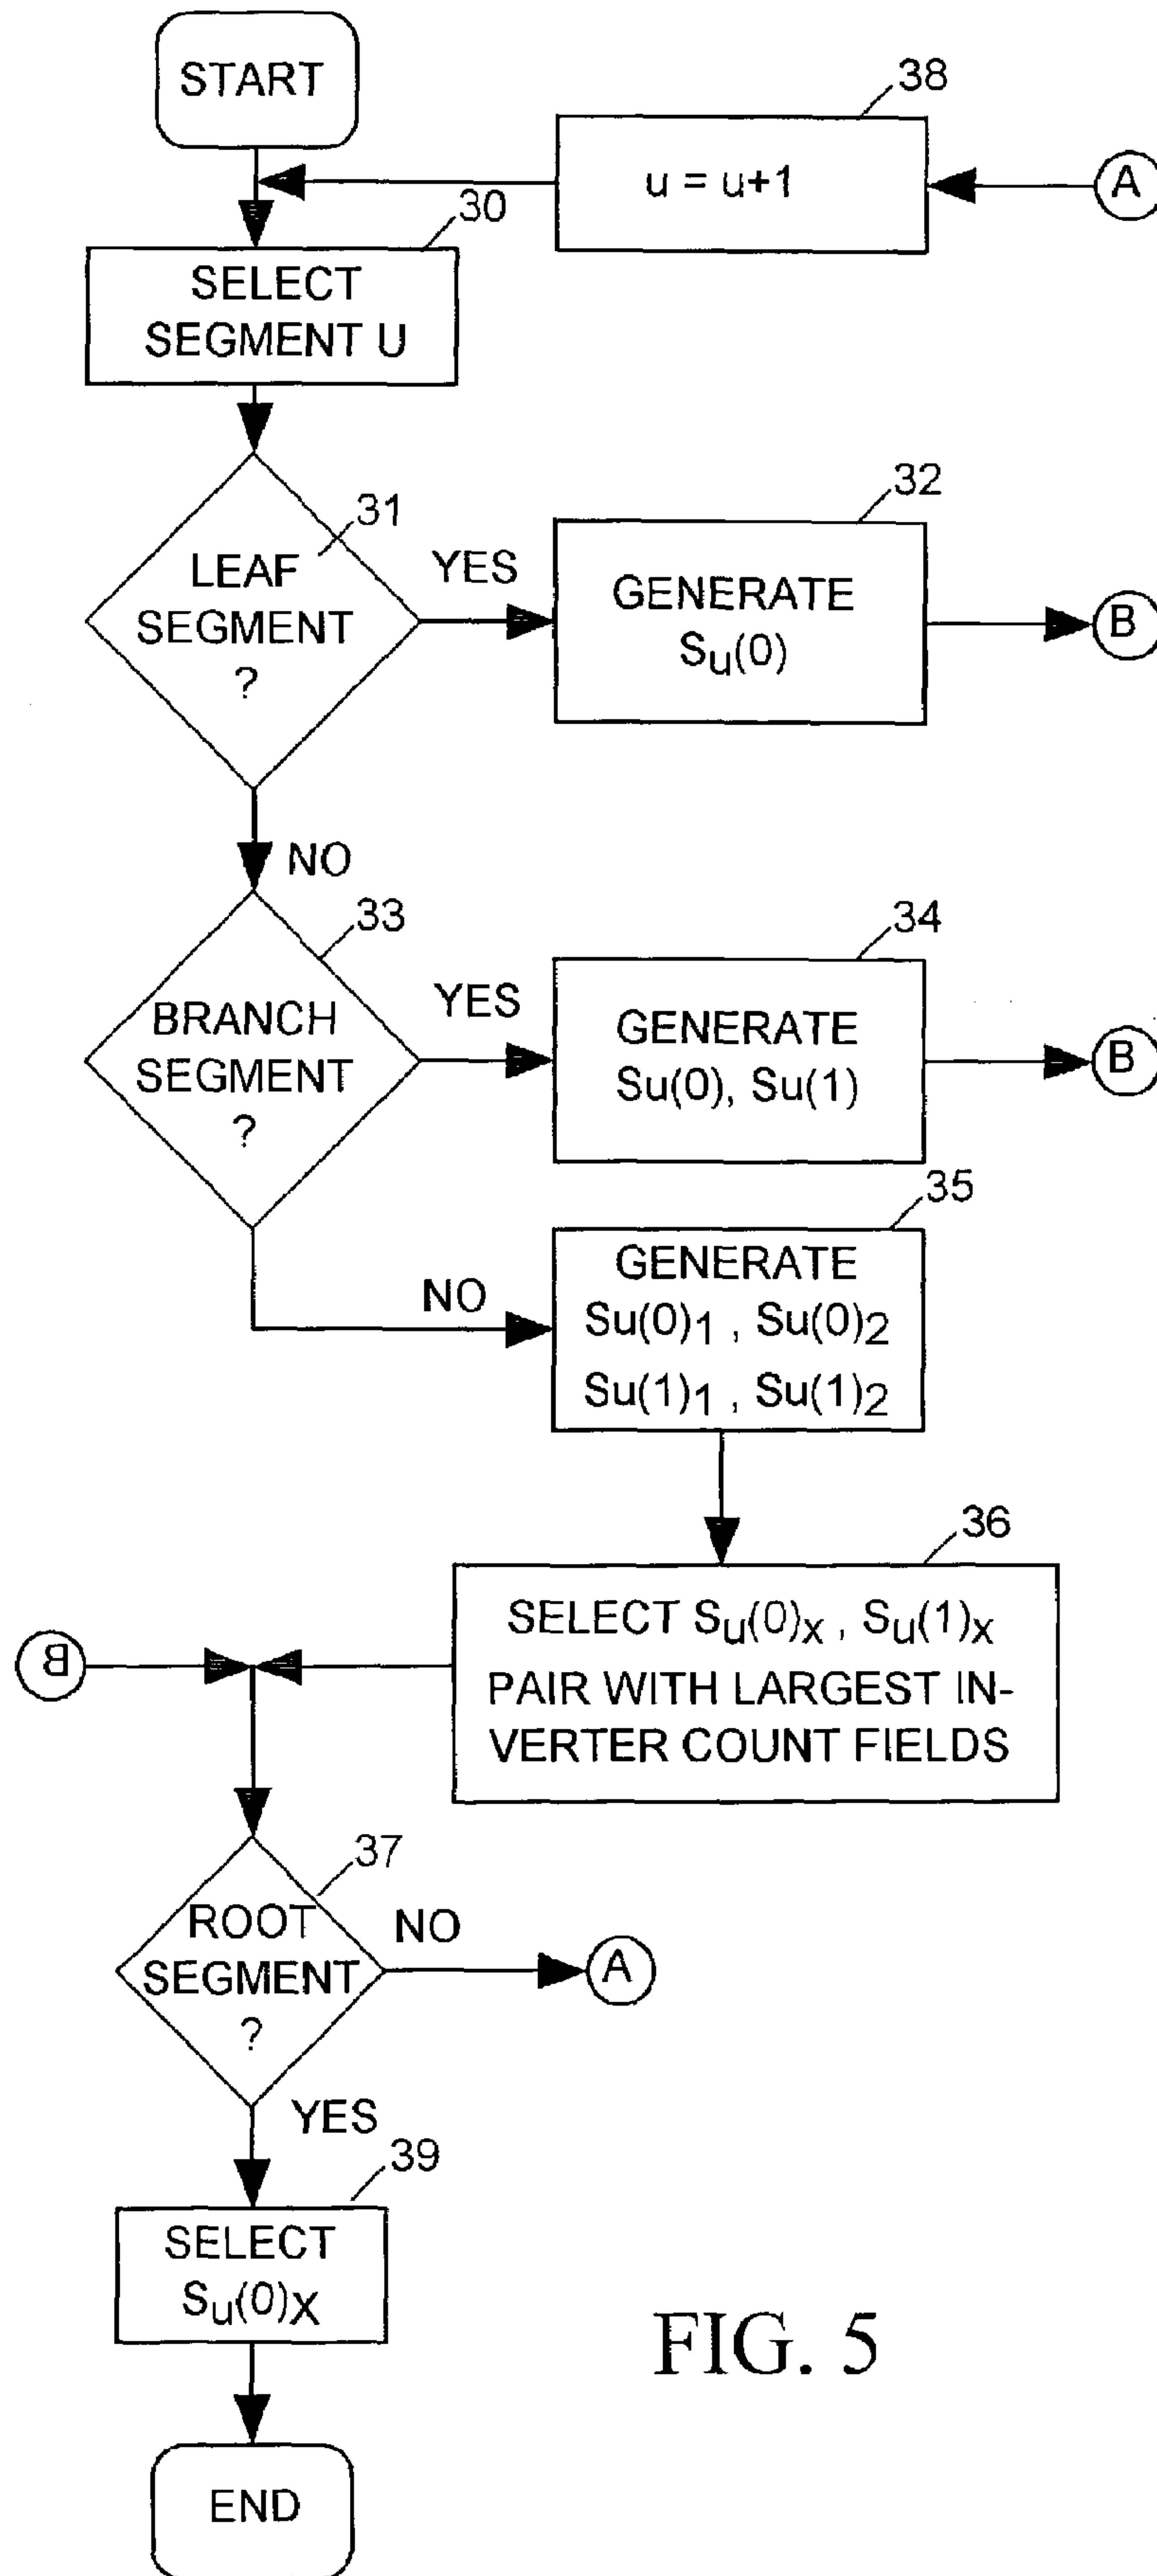 START
38
u = u+1
A
30
SELECT
SEGMENT U
31
LEAF
SEGMENT
?
YES
32
GENERATE
Su(0)
B
NO
33
BRANCH
SEGMENT
?
YES
34
GENERATE
Su(0), Su(1)
B
NO
35
GENERATE
Su(0)1 , Su(0)2
Su(1)1 , Su(1)2
36
SELECT Su(0)x , Su(1)x
PAIR WITH LARGEST IN-
VERTER COUNT FIELDS
B
37
ROOT
SEGMENT
?
NO
A
YES
39
SELECT
Su(0)X
END
FIG. 5